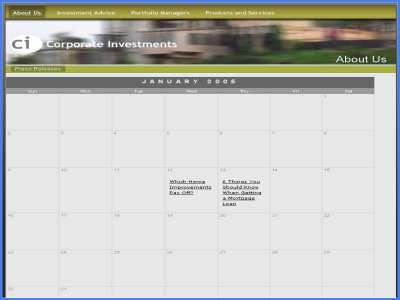 About Us Investment Advice Portfolio Managers Products and Services
ci Corporate Investments
About Us
Press Releases
JANUARY 2005
Sun Mon Tue Wed Thu Fri Sat
1
2 3 4 5 6 7 8
9 10 11 12 13 14 15
Which Home 6 Things You
Improvements Should Know
Pay Off? When Getting
a Mortgage
Loan
16 17 18 19 20 21 22
23 24 25 26 27 28 29
30 31